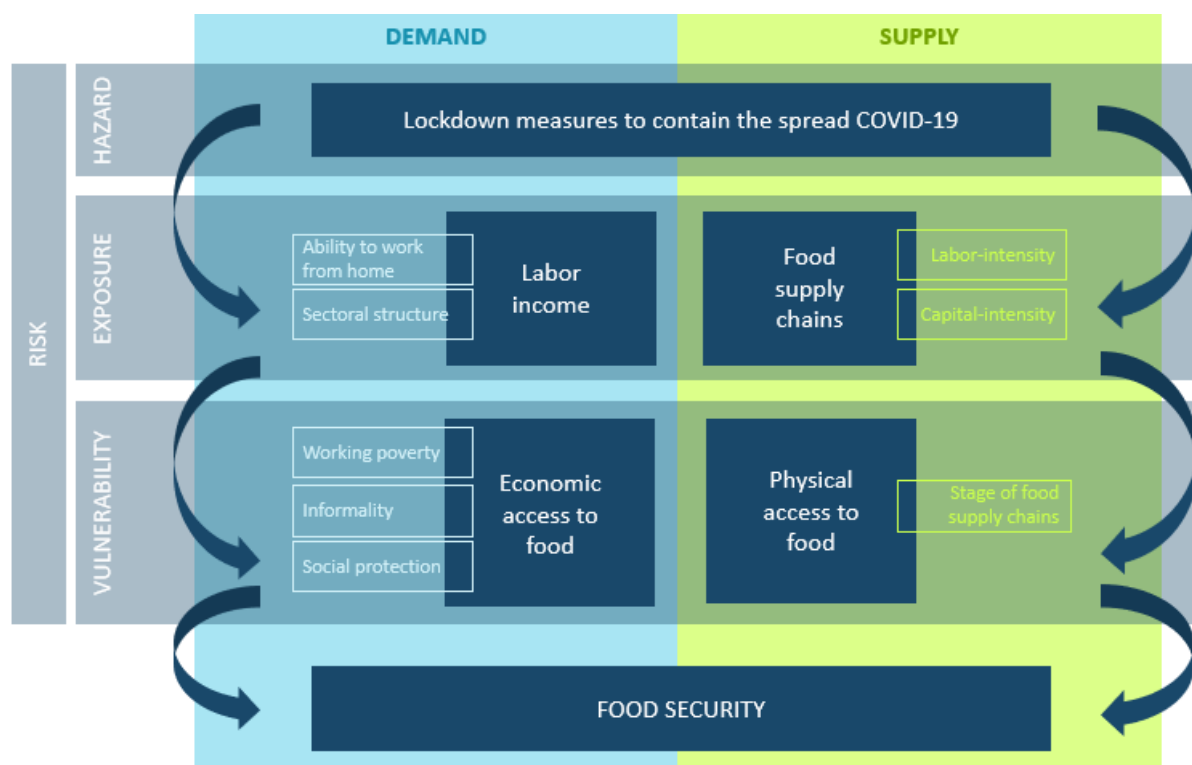 DEMAND
SUPPLY
RISK
HAZARD
Lockdown measures to contain the spread COVID-19
EXPOSURE
Ability to work
from home
Sectoral structure
Labor
income
Food
supply
chains
Labor-intensity
Capital-intensity
VULNERABILITY
Working poverty
Informality
Social protection
Economic
access to
food
Physical
access to
food
Stage of food
supply chains
FOOD SECURITY